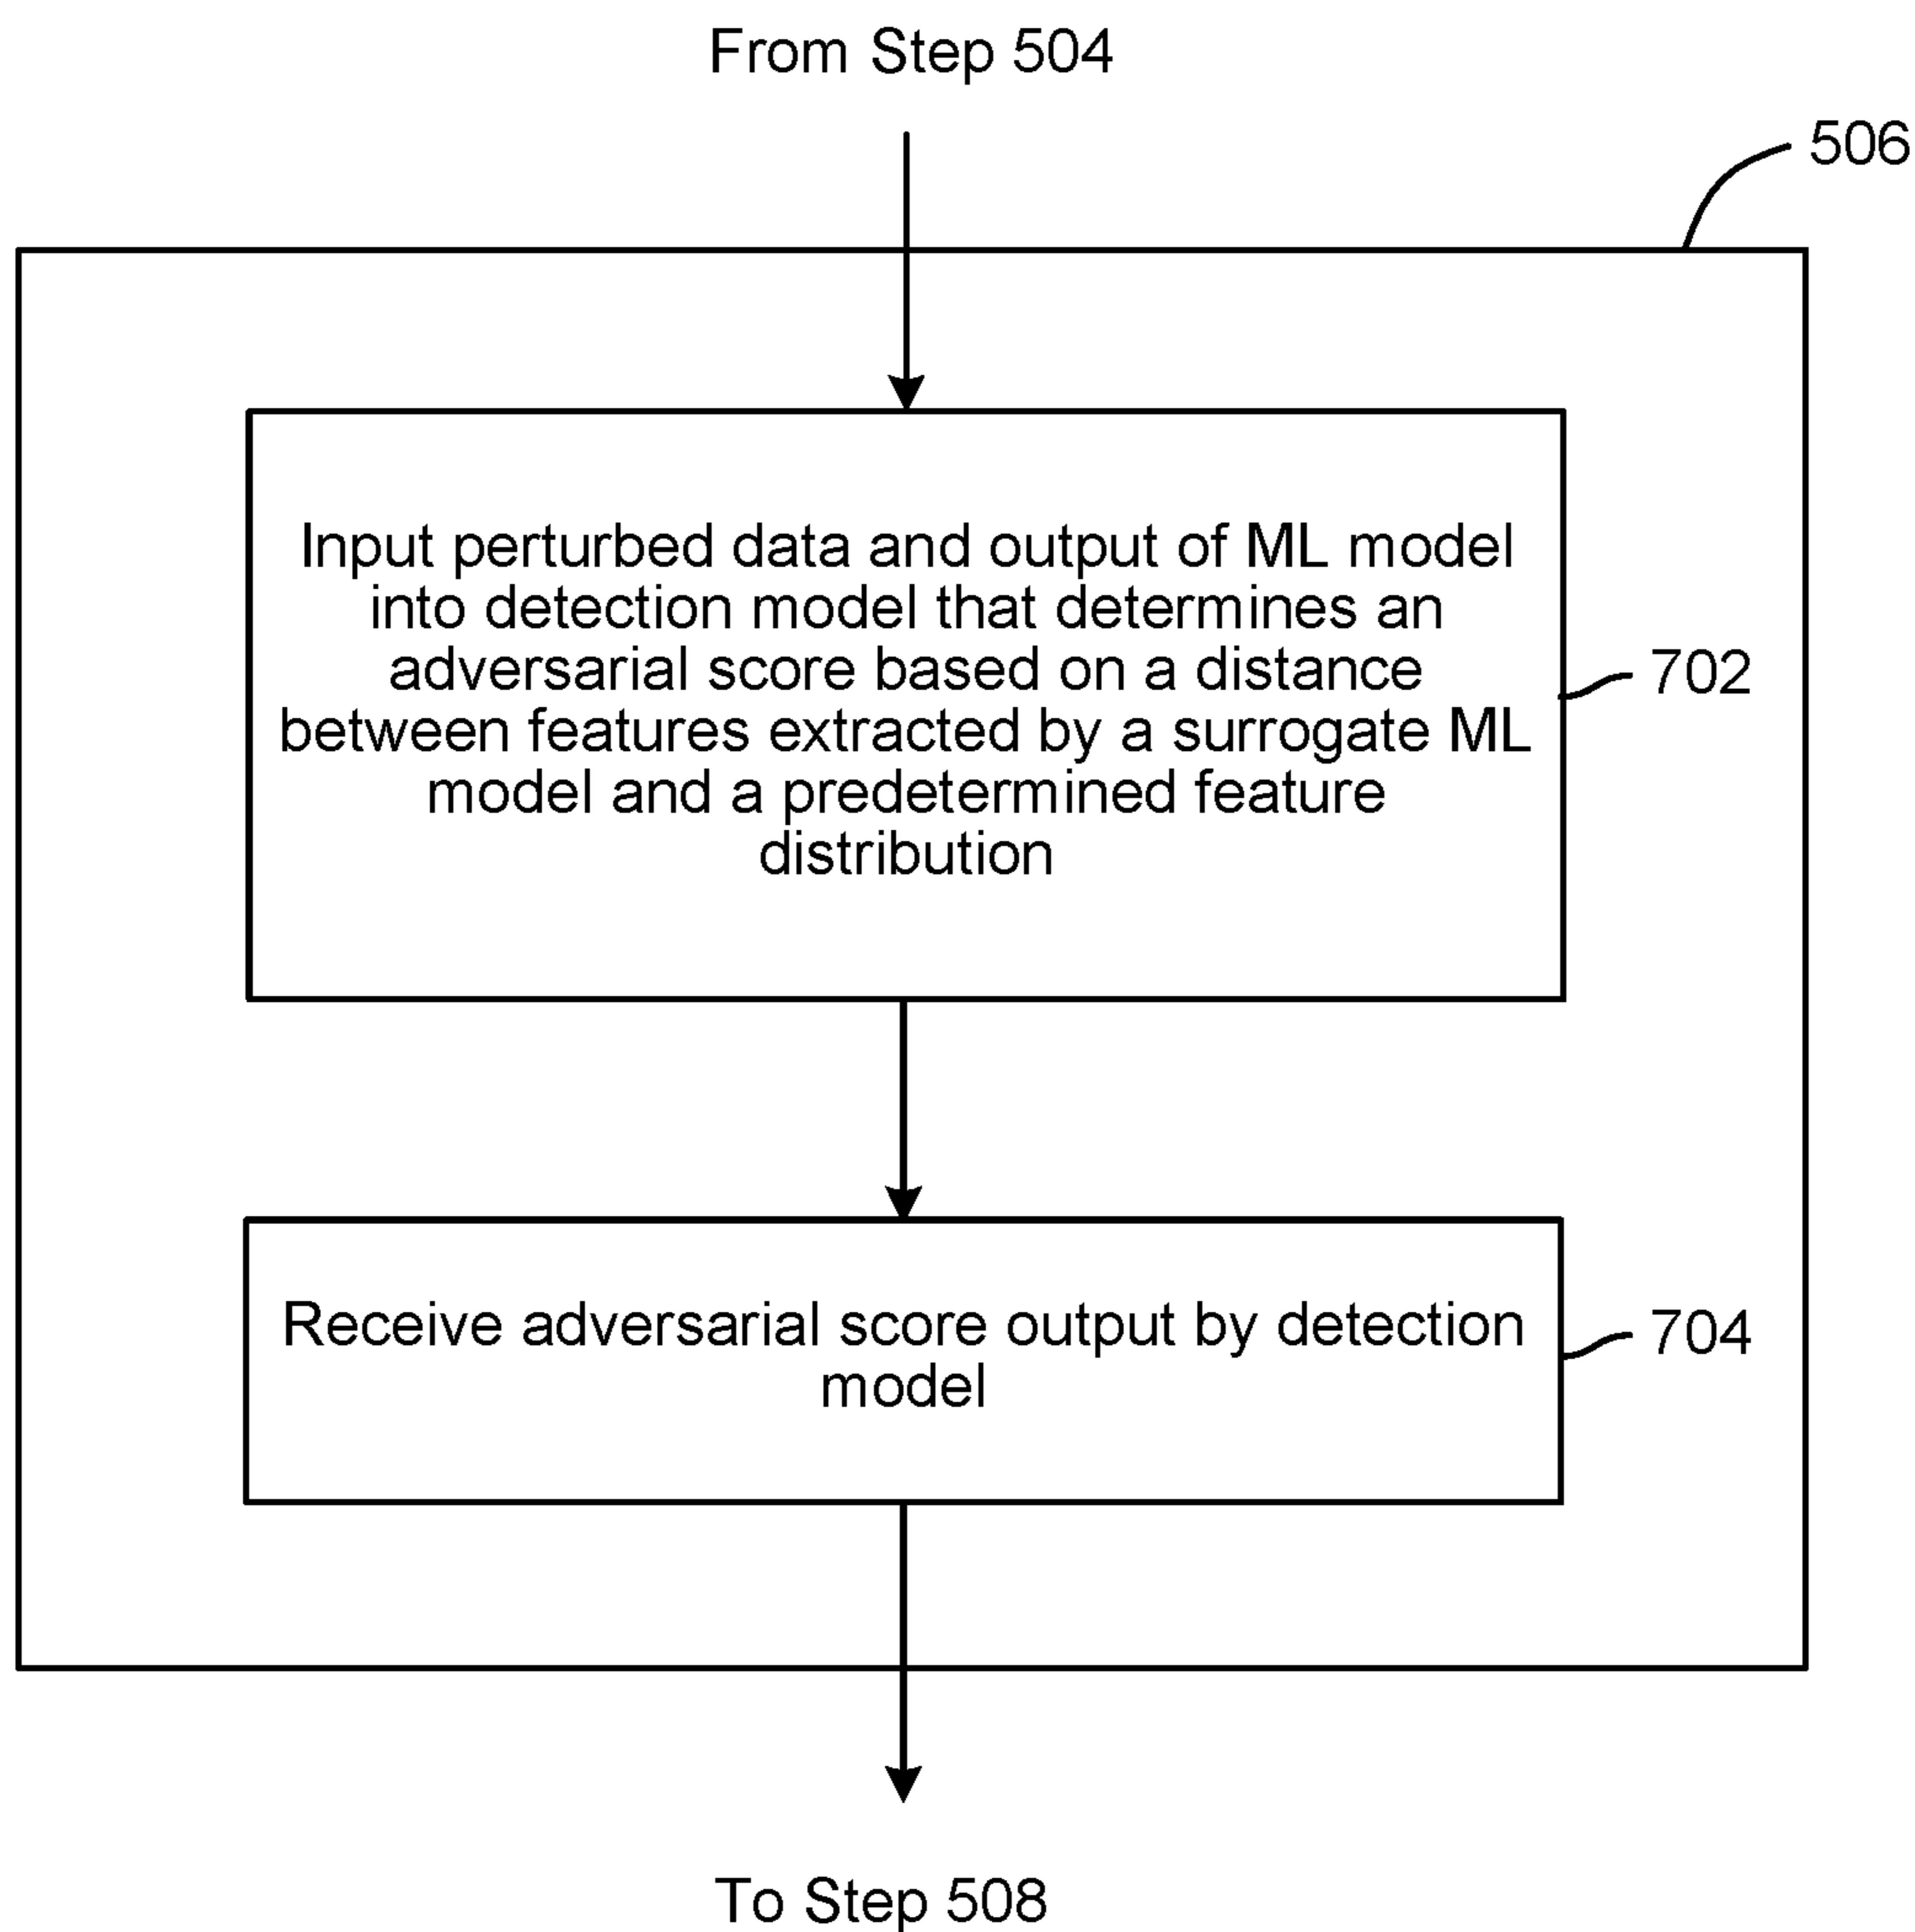 From Step 504
506
Input perturbed data and output of ML model
into detection model that determines an
adversarial score based on a distance
between features extracted by a surrogate ML
model and a predetermined feature
distribution
702
Receive adversarial score output by detection
model
704
To Step 508